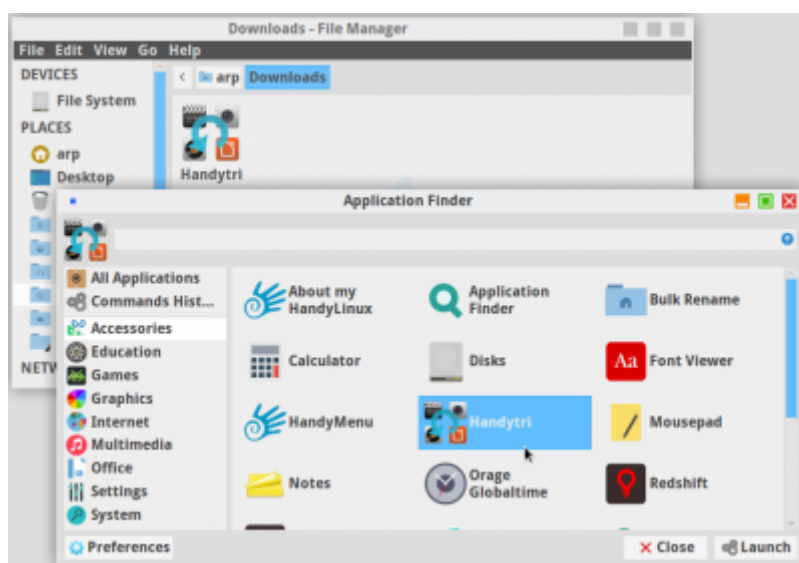 Downloads - File Manager
File Edit View Go Help
DEVICES
< arp Downloads
File System
PLACES
arp
Desktop
Handytri
Application Finder
All Applications
Commands Hist...
Accessories
Education
Games
Graphics
Internet
Multimedia
Office
Settings
System
About my
HandyLinux
Application
Finder
Bulk Rename
Calculator
Disks
Aa Font Viewer
HandyMenu
Handytri
Mousepad
Notes
Orage
Globaltime
Redshift
NETW
Preferences
Close
Launch